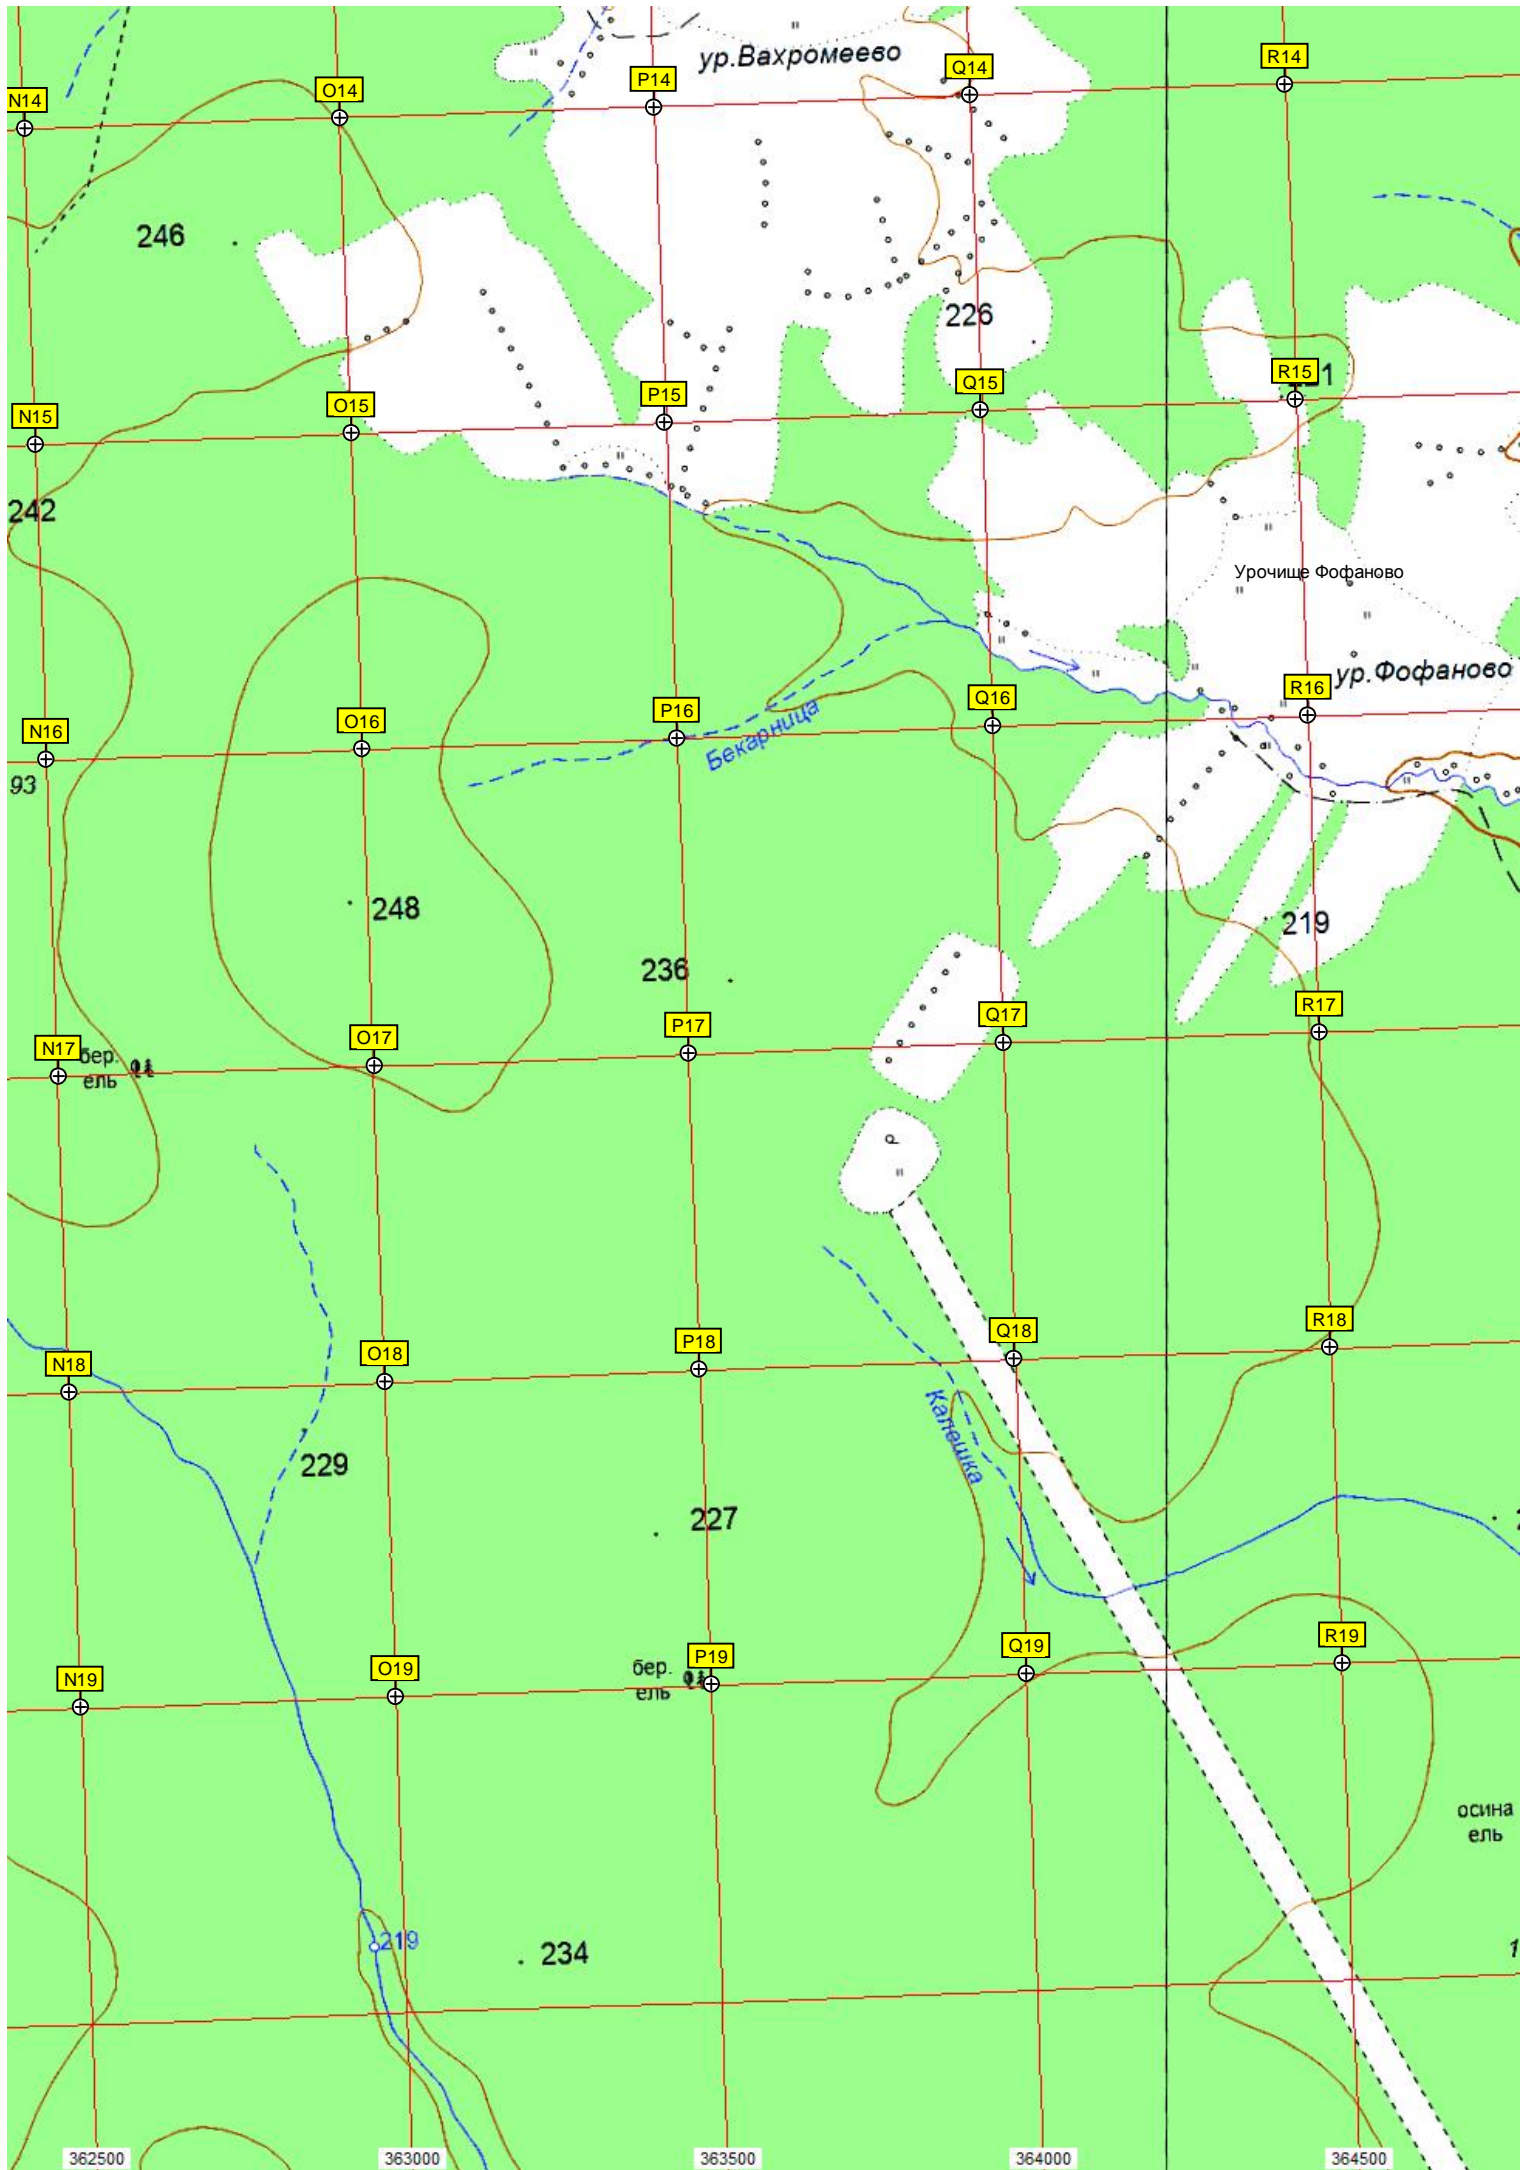 ур.Вахромеево
R14
Q14
P14
O14
N14
246
226
R15
Q15
P15
O15
N15
242
Урочище Фофаново
ур.Фофаново
R16
Q16
P16
O16
N16
Бекарница
93
248
219
236
R17
Q17
P17
O17
N17
бер.
ель
R18
Q18
P18
O18
N18
Калешка
229
227
R19
Q19
P19
O19
N19
бер.
ель
осина
ель
219
234
362500
363000
363500
364000
364500